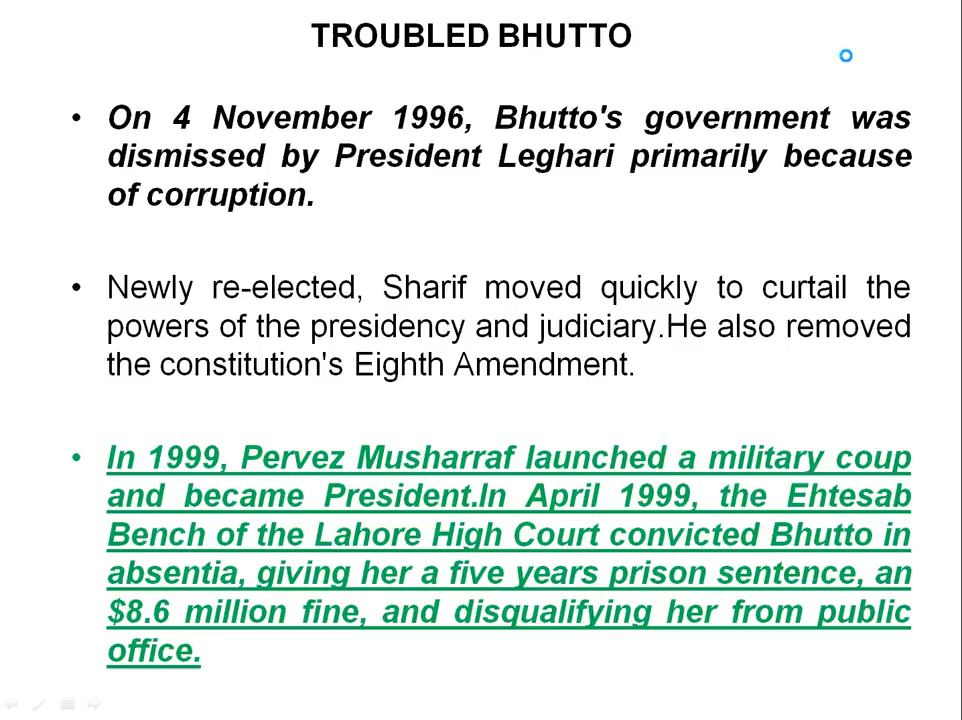 TROUBLED BHUTTO
• On 4 November 1996, Bhutto's government was
dismissed by President Leghari primarily because
of corruption.
• Newly re-elected, Sharif moved quickly to curtail the
powers of the presidency and judiciary.He also removed
the constitution's Eighth Amendment.
• In 1999, Pervez Musharraf launched a military coup
and became President.In April 1999, the Ehtesab
Bench of the Lahore High Court convicted Bhutto in
absentia, giving her a five years prison sentence, an
$8.6 million fine, and disqualifying her from public
office.